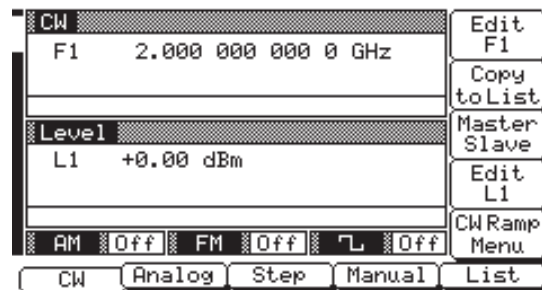 CW
F1 2.000 000 000 0 GHz
Level
L1 +0.00 dBm
AM Off FM Off Off
Edit
F1
Copy
to List
Master
Slave
Edit
L1
CW Ramp
Menu
CW Analog Step Manual List